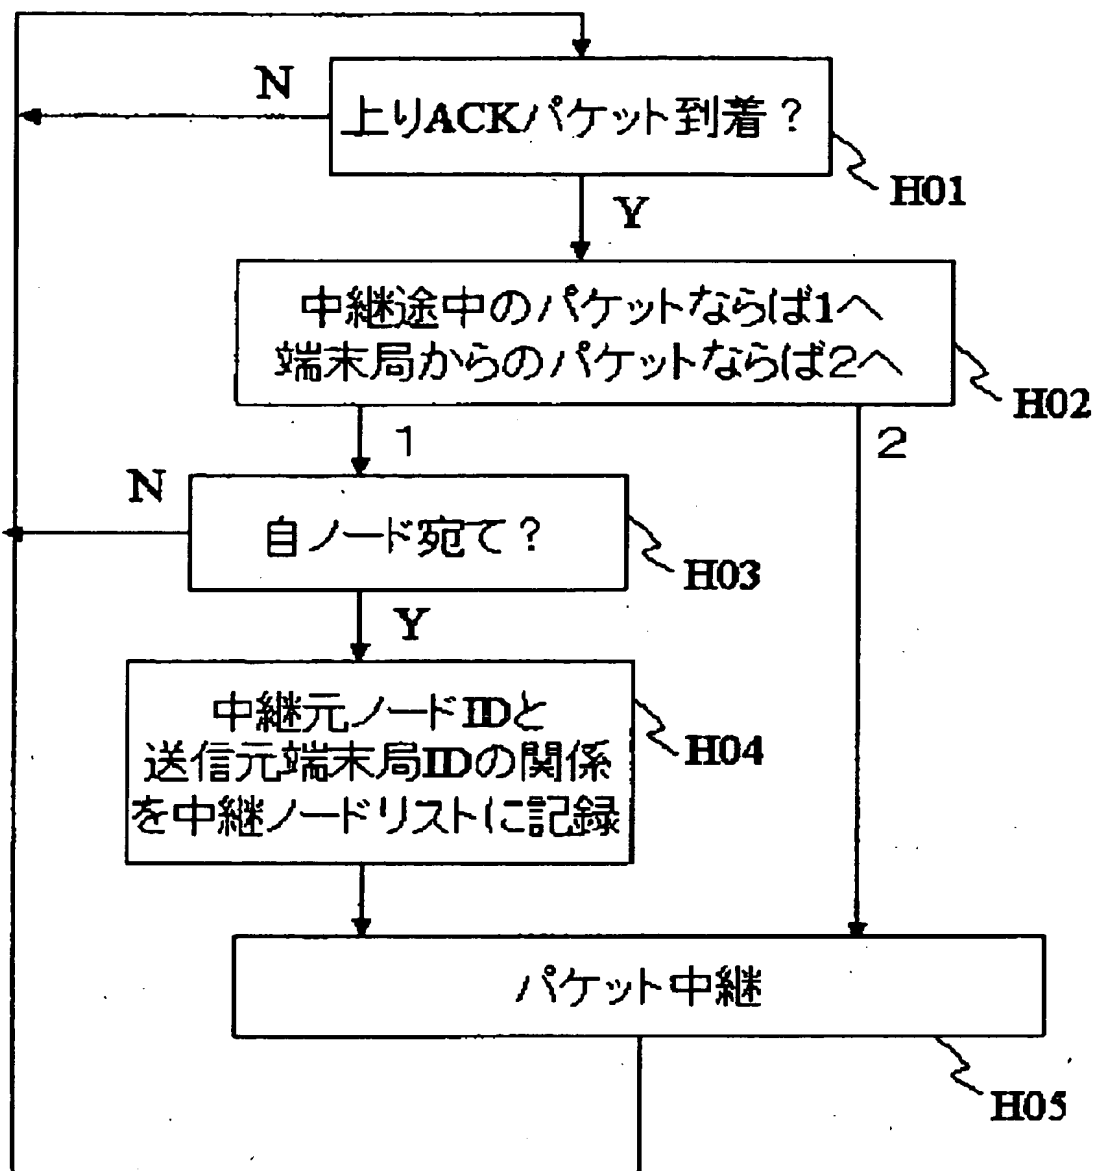 N
上りACKパケット到着？
H01
Y
中継途中のパケットならば1へ
端末局からのパケットならば2へ
H02
1
2
N
自ノード宛て？
H03
Y
中継元ノードIDと
送信元端末局IDの関係
を中継ノードリストに記録
H04
パケット中継
H05